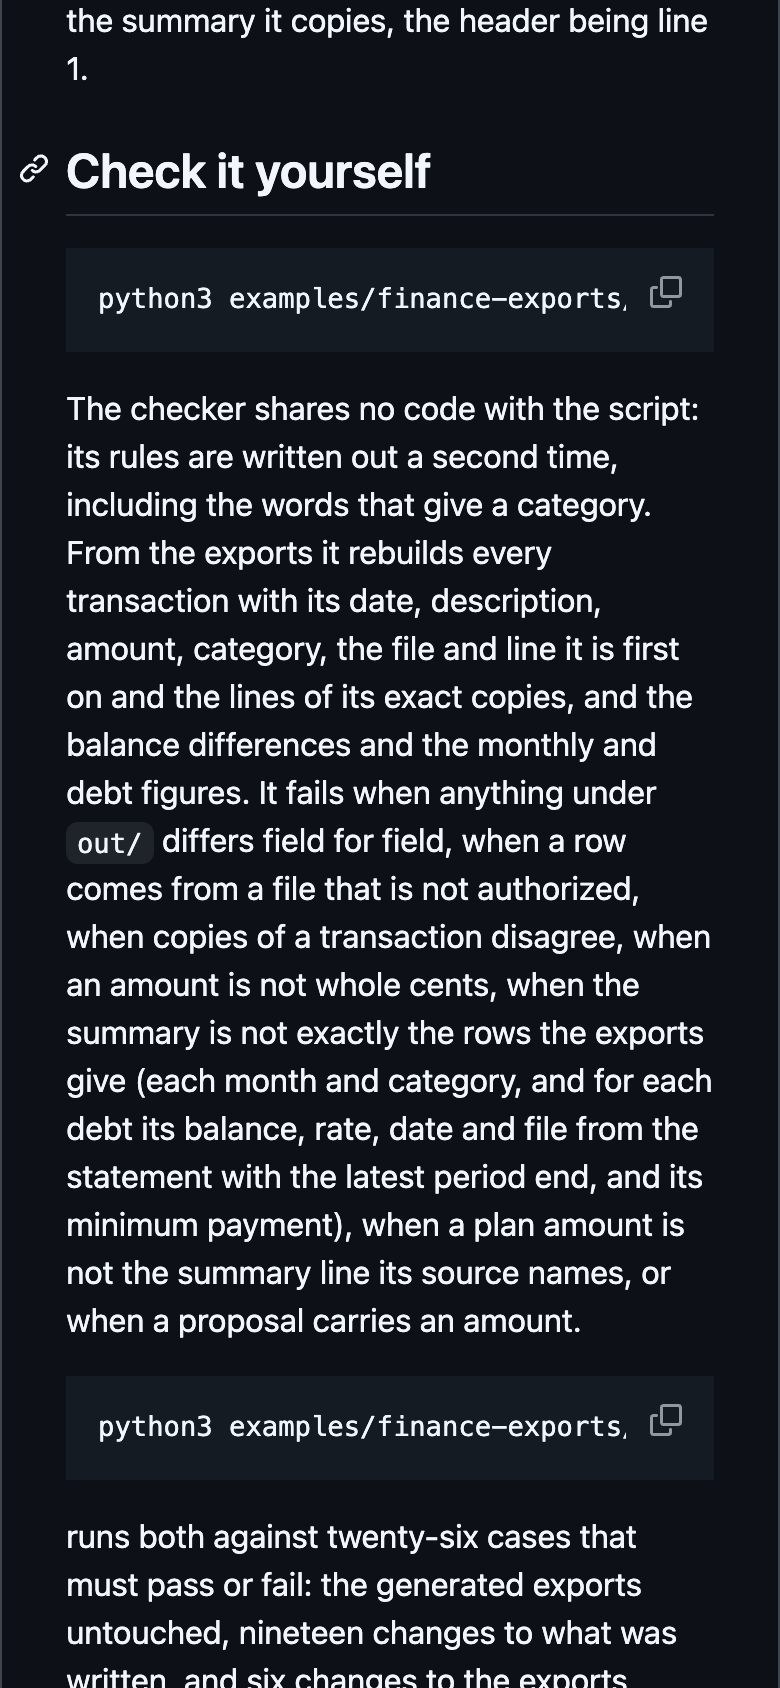 the summary it copies, the header being line
1.
Check it yourself
python3 examples/finance-exports/
The checker shares no code with the script:
its rules are written out a second time,
including the words that give a category.
From the exports it rebuilds every
transaction with its date, description,
amount, category, the file and line it is first
on and the lines of its exact copies, and the
balance differences and the monthly and
debt figures. It fails when anything under
out/ differs field for field, when a row
comes from a file that is not authorized,
when copies of a transaction disagree, when
an amount is not whole cents, when the
summary is not exactly the rows the exports
give (each month and category, and for each
debt its balance, rate, date and file from the
statement with the latest period end, and its
minimum payment), when a plan amount is
not the summary line its source names, or
when a proposal carries an amount.
python3 examples/finance-exports/
runs both against twenty-six cases that
must pass or fail: the generated exports
untouched, nineteen changes to what was
written, and six changes to the exports